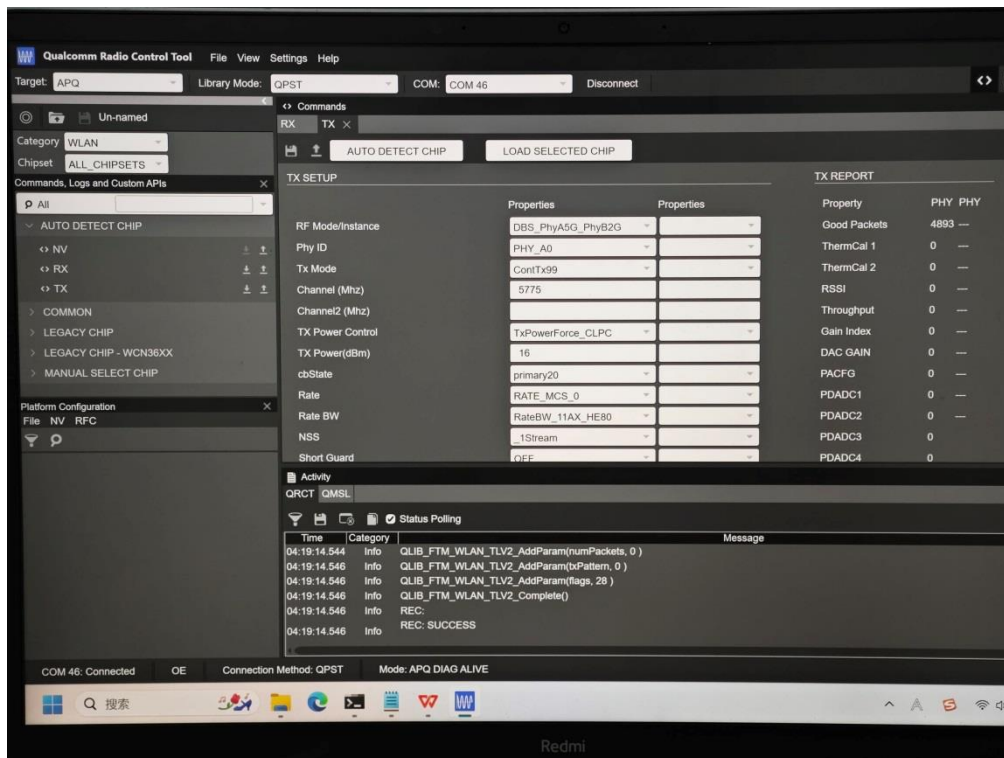 Qualcomm Radio Control Tool File View Settings Help
Target: APQ Library Mode: QPST COM: COM 46 Disconnect
Un-named
Category WLAN
Chipset ALL_CHIPSETS
Commands, Logs and Custom APIs
All
AUTO DETECT CHIP
NV
RX
TX
COMMON
LEGACY CHIP
LEGACY CHIP - WCN36XX
MANUAL SELECT CHIP
Platform Configuration
File NV RFC
Commands
RX TX
AUTO DETECT CHIP LOAD SELECTED CHIP
TX SETUP
Properties Properties
RF Mode/Instance DBS_PhyA5G_PhyB2G
Phy ID PHY_A0
Tx Mode ContTx99
Channel (Mhz) 5775
Channel2 (Mhz)
TX Power Control TxPowerForce_CLPC
TX Power(dBm) 16
cbState primary20
Rate RATE_MCS_0
Rate BW RateBW_11AX_HE80
NSS _1Stream
Short Guard OFF
TX REPORT
Property PHY PHY
Good Packets 4893 ---
ThermCal 1 0 ---
ThermCal 2 0 ---
RSSI 0 ---
Throughput 0 ---
Gain Index 0 ---
DAC GAIN 0 ---
PACFG 0 ---
PDADC1 0 ---
PDADC2 0 ---
PDADC3 0
PDADC4 0
Activity
QRCT QMSL
Status Polling
Time Category Message
04:19:14.544 Info QLIB_FTM_WLAN_TLV2_AddParam(numPackets, 0 )
04:19:14.546 Info QLIB_FTM_WLAN_TLV2_AddParam(txPattern, 0 )
04:19:14.546 Info QLIB_FTM_WLAN_TLV2_AddParam(flags, 28 )
04:19:14.546 Info QLIB_FTM_WLAN_TLV2_Complete()
04:19:14.546 Info REC:
04:19:14.546 Info REC: SUCCESS
COM 46: Connected OE Connection Method: QPST Mode: APQ DIAG ALIVE
搜索
Redmi